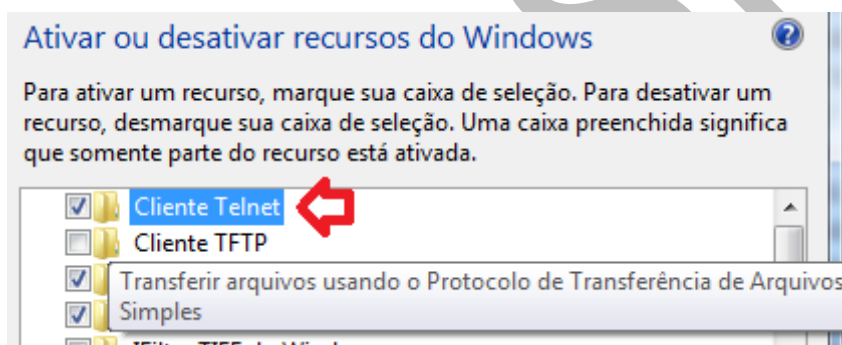 Ativar ou desativar recursos do Windows
Para ativar um recurso, marque sua caixa de seleção. Para desativar um
recurso, desmarque sua caixa de seleção. Uma caixa preenchida significa
que somente parte do recurso está ativada.
Cliente Telnet
Cliente TFTP
Transferir arquivos usando o Protocolo de Transferência de Arquivos
Simples